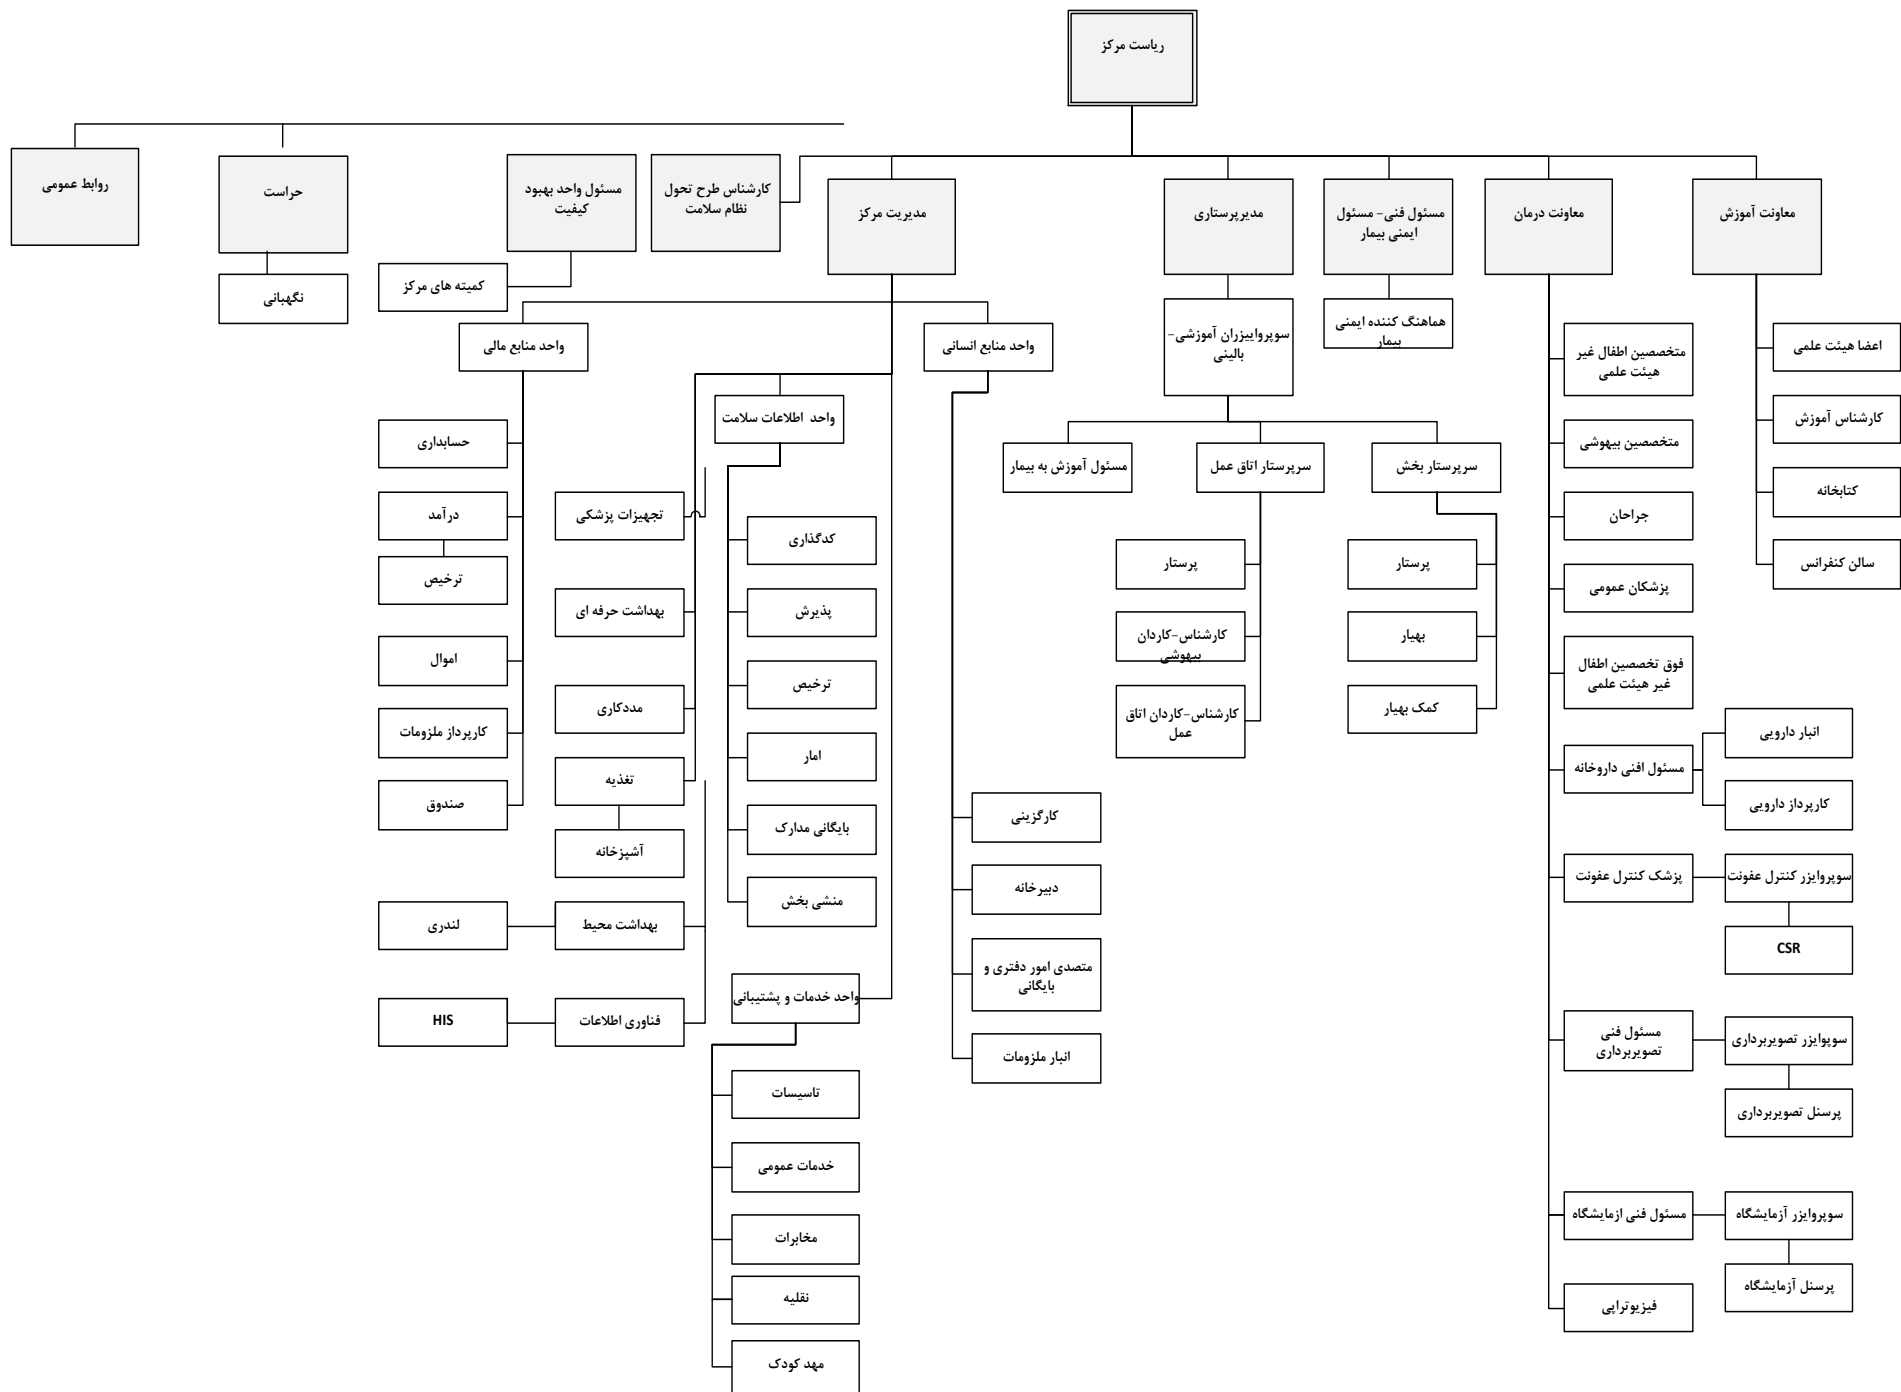 ریاست مرکز
روابط عمومی
حراست
مسئول واحد بهبود
کیفیت
کارشناس طرح تحول
نظام سلامت
مدیریت مرکز
مدیرپرستاری
مسئول فنی- مسئول
ایمنی بیمار
معاونت درمان
معاونت آموزش
نگهبانی
کمیته های مرکز
هماهنگ کننده ایمنی
بیمار
سوپروایزران آموزشی-
بالینی
واحد منابع مالی
واحد منابع انسانی
متخصصین اطفال غیر
هیئت علمی
اعضا هیئت علمی
واحد اطلاعات سلامت
کارشناس آموزش
حسابداری
متخصصین بیهوشی
مسئول آموزش به بیمار
سرپرستار اتاق عمل
سرپرستار بخش
کتابخانه
درآمد
تجهیزات پزشکی
جراحان
کدگذاری
پرستار
پرستار
سالن کنفرانس
ترخیص
پزشکان عمومی
بهداشت حرفه ای
پذیرش
کارشناس-کاردان
بیهوشی
بهیار
اموال
ترخیص
فوق تخصصین اطفال
غیر هیئت علمی
مددکاری
کارشناس-کاردان اتاق
عمل
کمک بهیار
کارپرداز ملزومات
انبار دارویی
امار
تغذیه
مسئول افنی داروخانه
صندوق
کارپرداز دارویی
کارگزینی
بایگانی مدارک
آشپزخانه
دبیرخانه
پزشک کنترل عفونت
سوپروایزر کنترل عفونت
منشی بخش
لندری
بهداشت محیط
CSR
متصدی امور دفتری و
بایگانی
واحد خدمات و پشتیبانی
HIS
فناوری اطلاعات
مسئول فنی
تصویربرداری
سوپوایزر تصویربرداری
انبار ملزومات
تاسیسات
پرسنل تصویربرداری
خدمات عمومی
مسئول فنی ازمایشگاه
سوپروایزر آزمایشگاه
مخابرات
پرسنل آزمایشگاه
نقلیه
فیزیوتراپی
مهد کودک